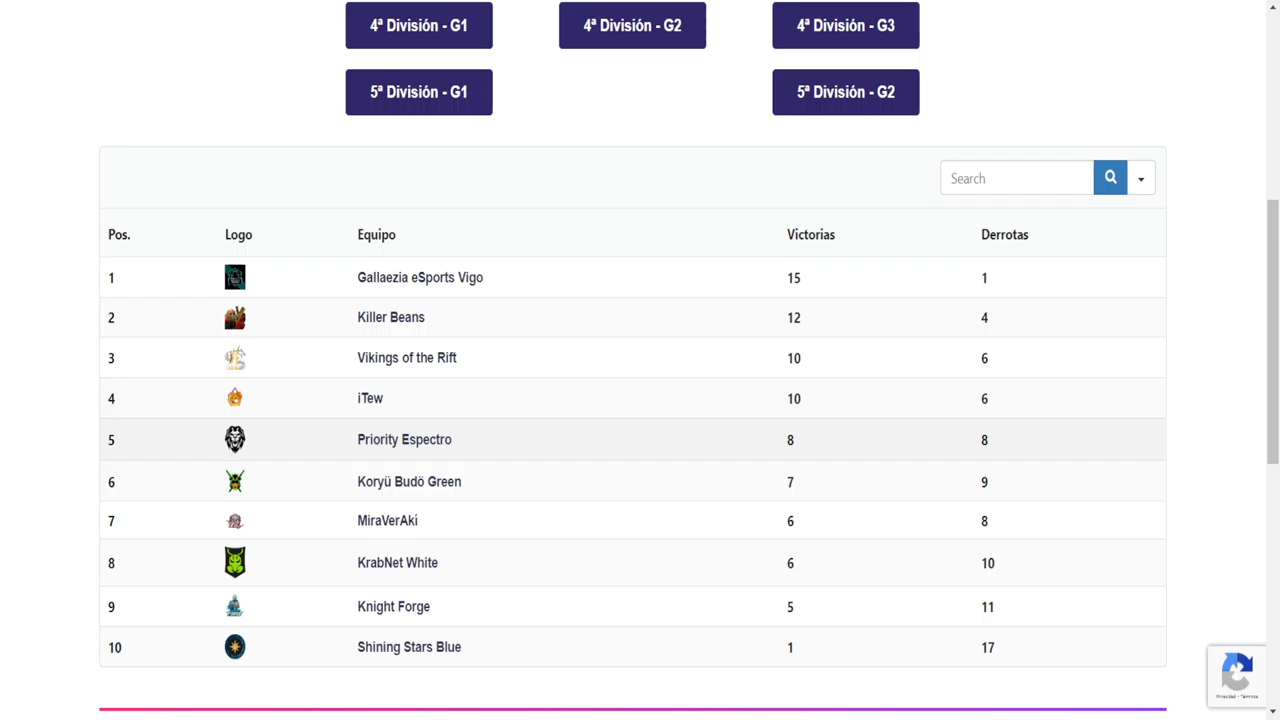 4ª División - G1 4ª División - G2 4ª División - G3
5ª División - G1 5ª División - G2
Search
Pos. Logo Equipo Victorias Derrotas
1 Gallaezia eSports Vigo 15 1
2 Killer Beans 12 4
3 Vikings of the Rift 10 6
4 iTew 10 6
5 Priority Espectro 8 8
6 Koryü Budö Green 7 9
7 MiraVerAkí 6 8
8 KrabNet White 6 10
9 Knight Forge 5 11
10 Shining Stars Blue 1 17
Privacidad - Términos